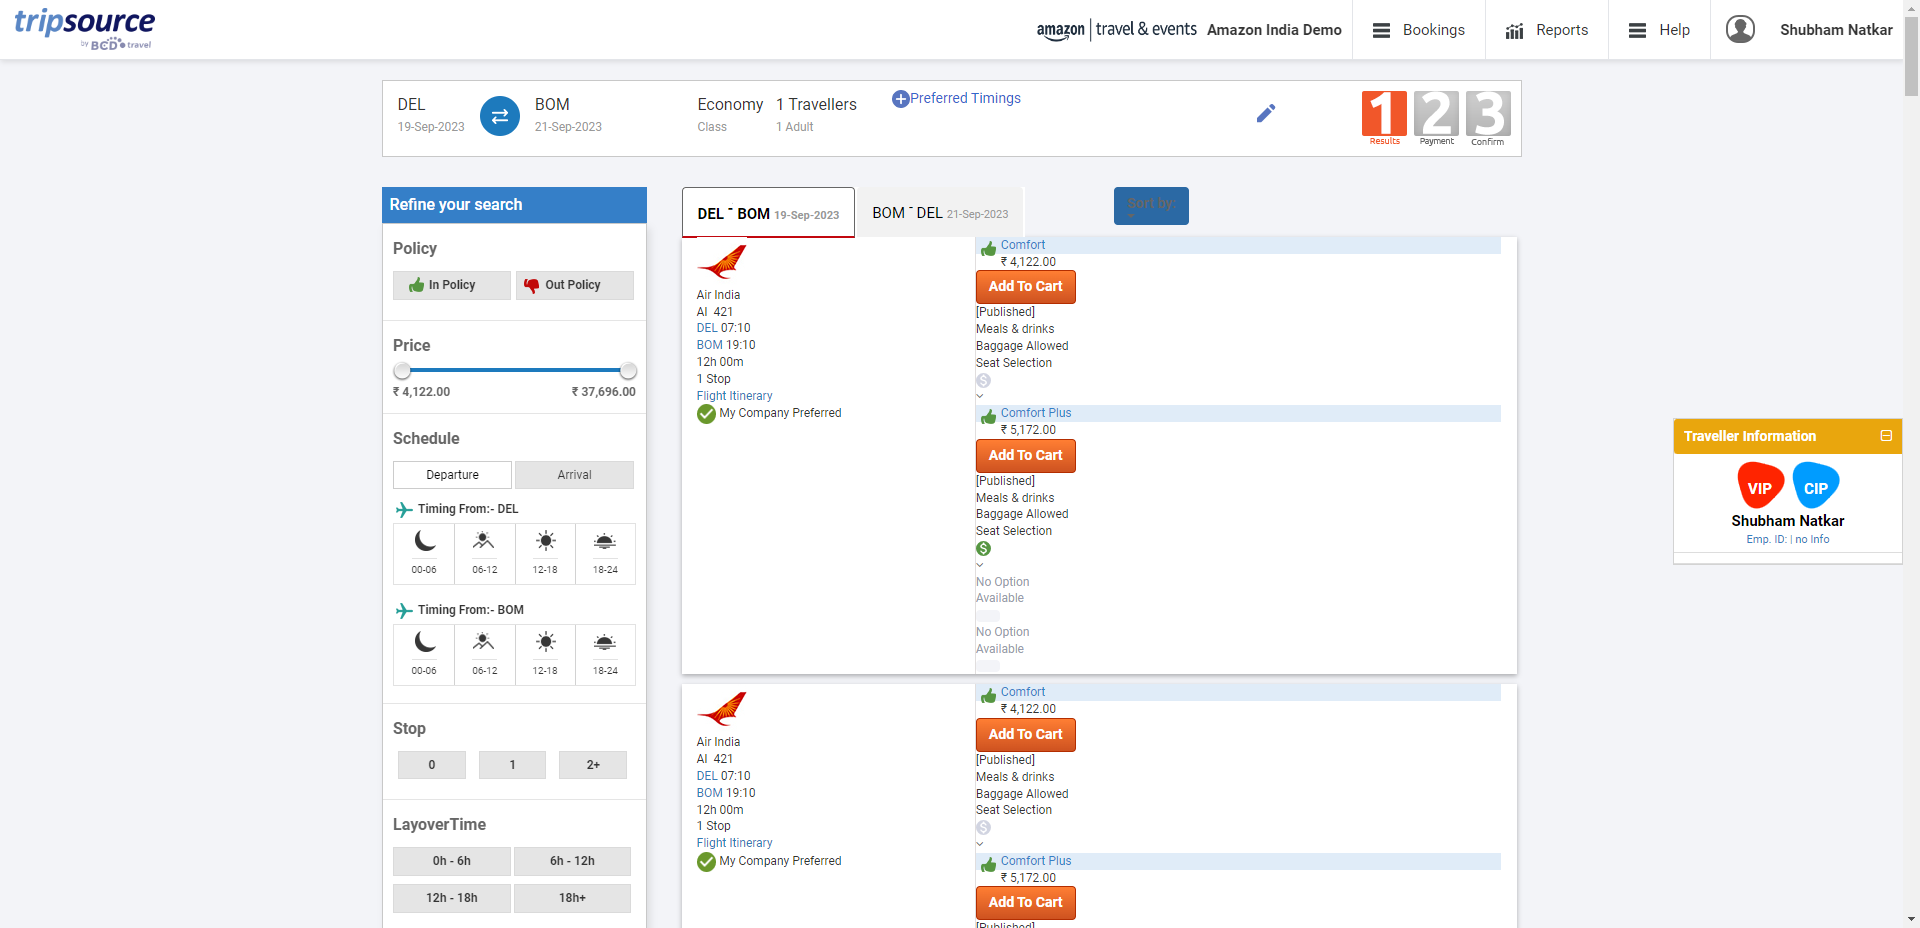 tripsource
by BCD travel
amazon | travel & events Amazon India Demo
Bookings
Reports
Help
Shubham Natkar
DEL
19-Sep-2023
BOM
21-Sep-2023
Economy
Class
1 Travellers
1 Adult
Preferred Timings
1 2 3
Results Payment Confirm
Refine your search
Policy
In Policy Out Policy
Price
₹ 4,122.00 ₹ 37,696.00
Schedule
Departure Arrival
Timing From:- DEL
00-06 06-12 12-18 18-24
Timing From:- BOM
00-06 06-12 12-18 18-24
Stop
0 1 2+
LayoverTime
0h - 6h 6h - 12h
12h - 18h 18h+
DEL - BOM 19-Sep-2023
BOM - DEL 21-Sep-2023
Sort by:
Air India
AI 421
DEL 07:10
BOM 19:10
12h 00m
1 Stop
Flight Itinerary
My Company Preferred
Comfort
₹ 4,122.00
Add To Cart
[Published]
Meals & drinks
Baggage Allowed
Seat Selection
Comfort Plus
₹ 5,172.00
Add To Cart
[Published]
Meals & drinks
Baggage Allowed
Seat Selection
No Option
Available
No Option
Available
Air India
AI 421
DEL 07:10
BOM 19:10
12h 00m
1 Stop
Flight Itinerary
My Company Preferred
Comfort
₹ 4,122.00
Add To Cart
[Published]
Meals & drinks
Baggage Allowed
Seat Selection
Comfort Plus
₹ 5,172.00
Add To Cart
[Published]
Traveller Information
VIP CIP
Shubham Natkar
Emp. ID: | no Info